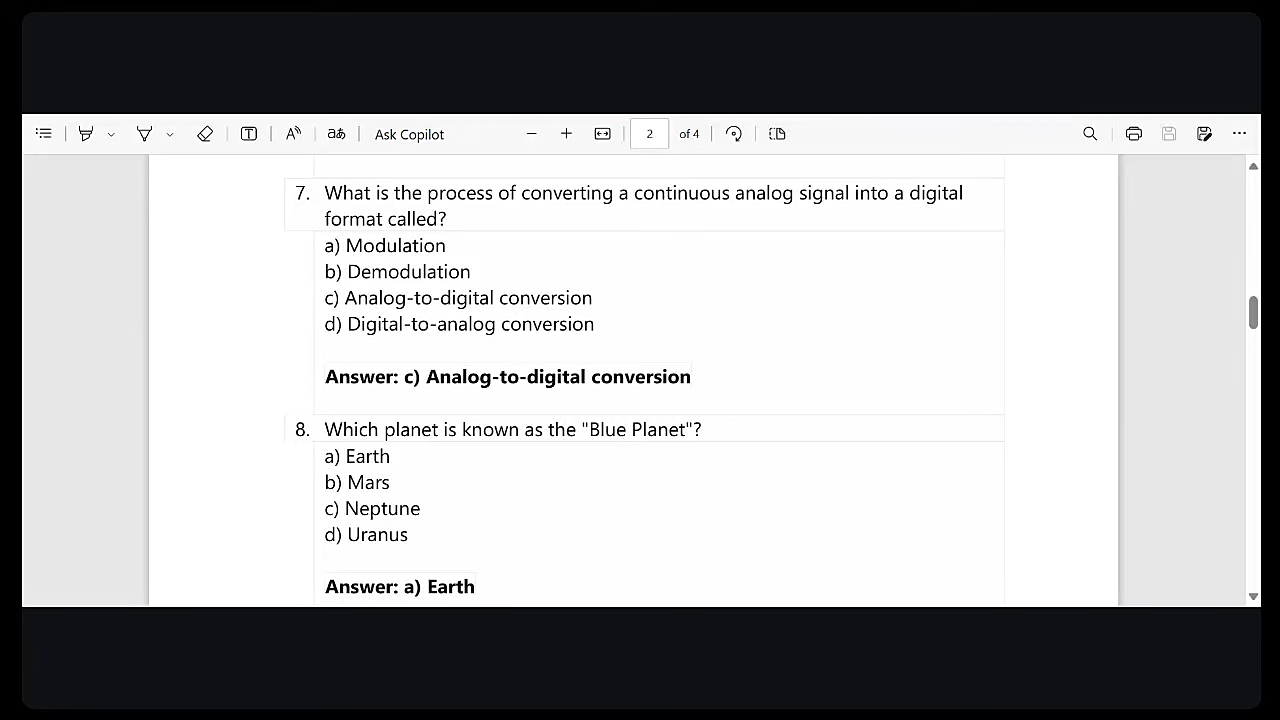 Ask Copilot
2
of 4
7. What is the process of converting a continuous analog signal into a digital
format called?
a) Modulation
b) Demodulation
c) Analog-to-digital conversion
d) Digital-to-analog conversion
Answer: c) Analog-to-digital conversion
8. Which planet is known as the "Blue Planet"?
a) Earth
b) Mars
c) Neptune
d) Uranus
Answer: a) Earth